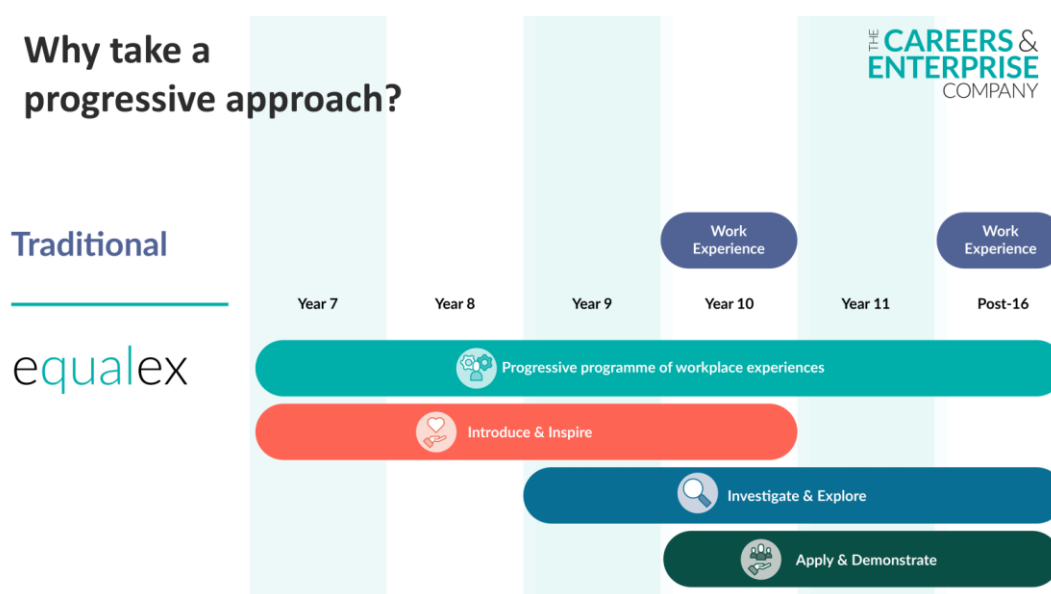 Why take a
progressive approach?
THE
CAREERS &
ENTERPRISE
COMPANY
Traditional
Work
Experience
Work
Experience
Year 7
Year 8
Year 9
Year 10
Year 11
Post-16
equalex
Progressive programme of workplace experiences
Introduce & Inspire
Investigate & Explore
Apply & Demonstrate